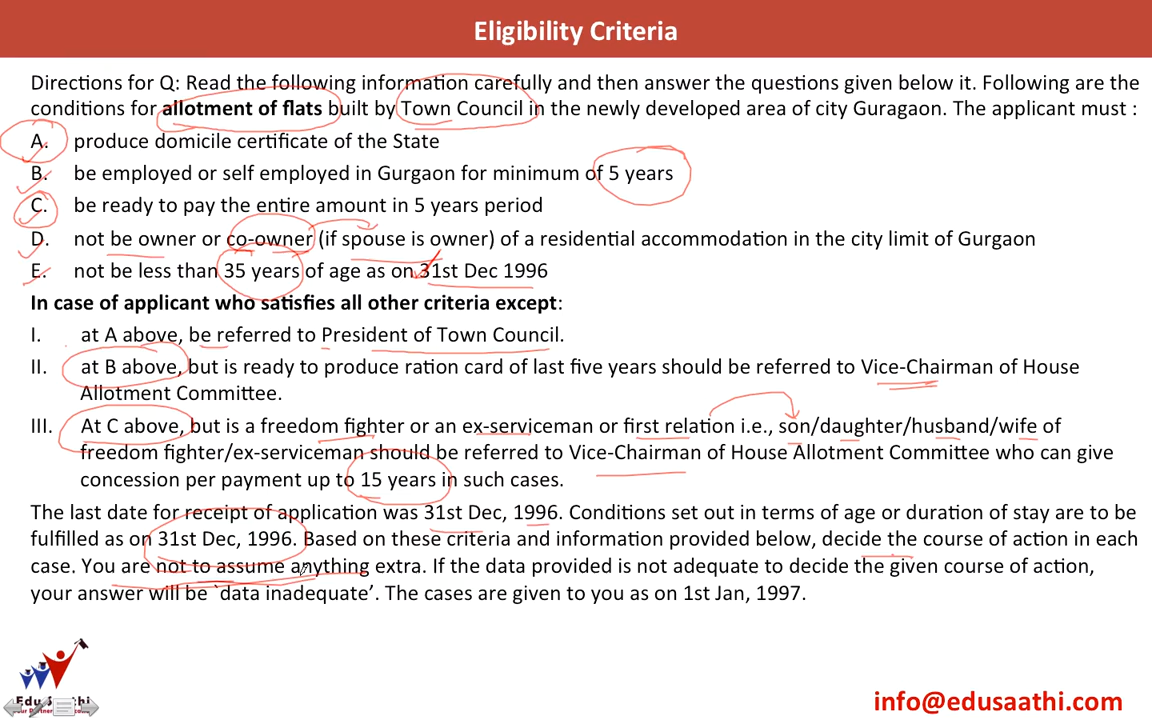 Eligibility Criteria
Directions for Q: Read the following information carefully and then answer the questions given below it. Following are the
conditions for allotment of flats built by Town Council in the newly developed area of city Guragaon. The applicant must :
A. produce domicile certificate of the State
B. be employed or self employed in Gurgaon for minimum of 5 years
C. be ready to pay the entire amount in 5 years period
D. not be owner or co-owner (if spouse is owner) of a residential accommodation in the city limit of Gurgaon
E. not be less than 35 years of age as on 31st Dec 1996
In case of applicant who satisfies all other criteria except:
I. at A above, be referred to President of Town Council.
II. at B above, but is ready to produce ration card of last five years should be referred to Vice-Chairman of House
Allotment Committee.
III. At C above, but is a freedom fighter or an ex-serviceman or first relation i.e., son/daughter/husband/wife of
freedom fighter/ex-serviceman should be referred to Vice-Chairman of House Allotment Committee who can give
concession per payment up to 15 years in such cases.
The last date for receipt of application was 31st Dec, 1996. Conditions set out in terms of age or duration of stay are to be
fulfilled as on 31st Dec, 1996. Based on these criteria and information provided below, decide the course of action in each
case. You are not to assume anything extra. If the data provided is not adequate to decide the given course of action,
your answer will be `data inadequate’. The cases are given to you as on 1st Jan, 1997.
info@edusaathi.com